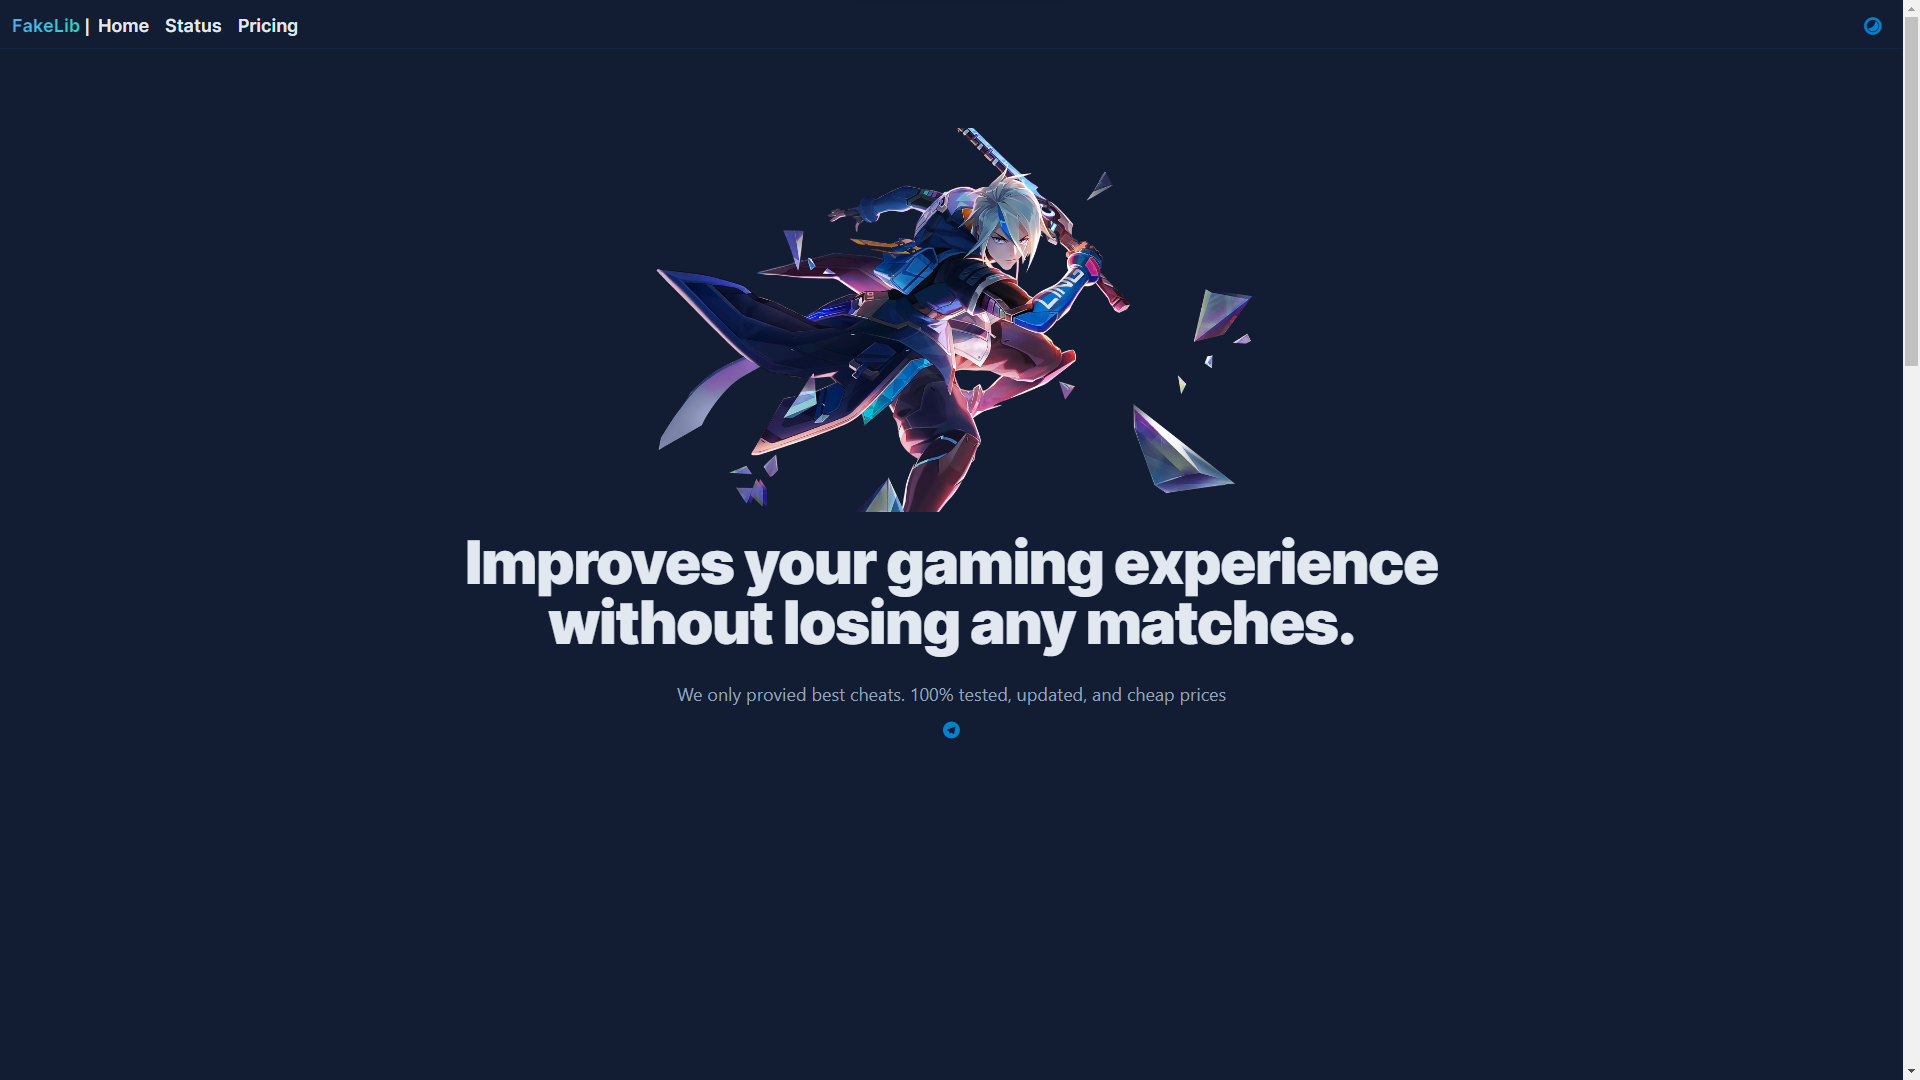 FakeLib | Home Status Pricing
LING
Improves your gaming experience
without losing any matches.
We only provied best cheats. 100% tested, updated, and cheap prices